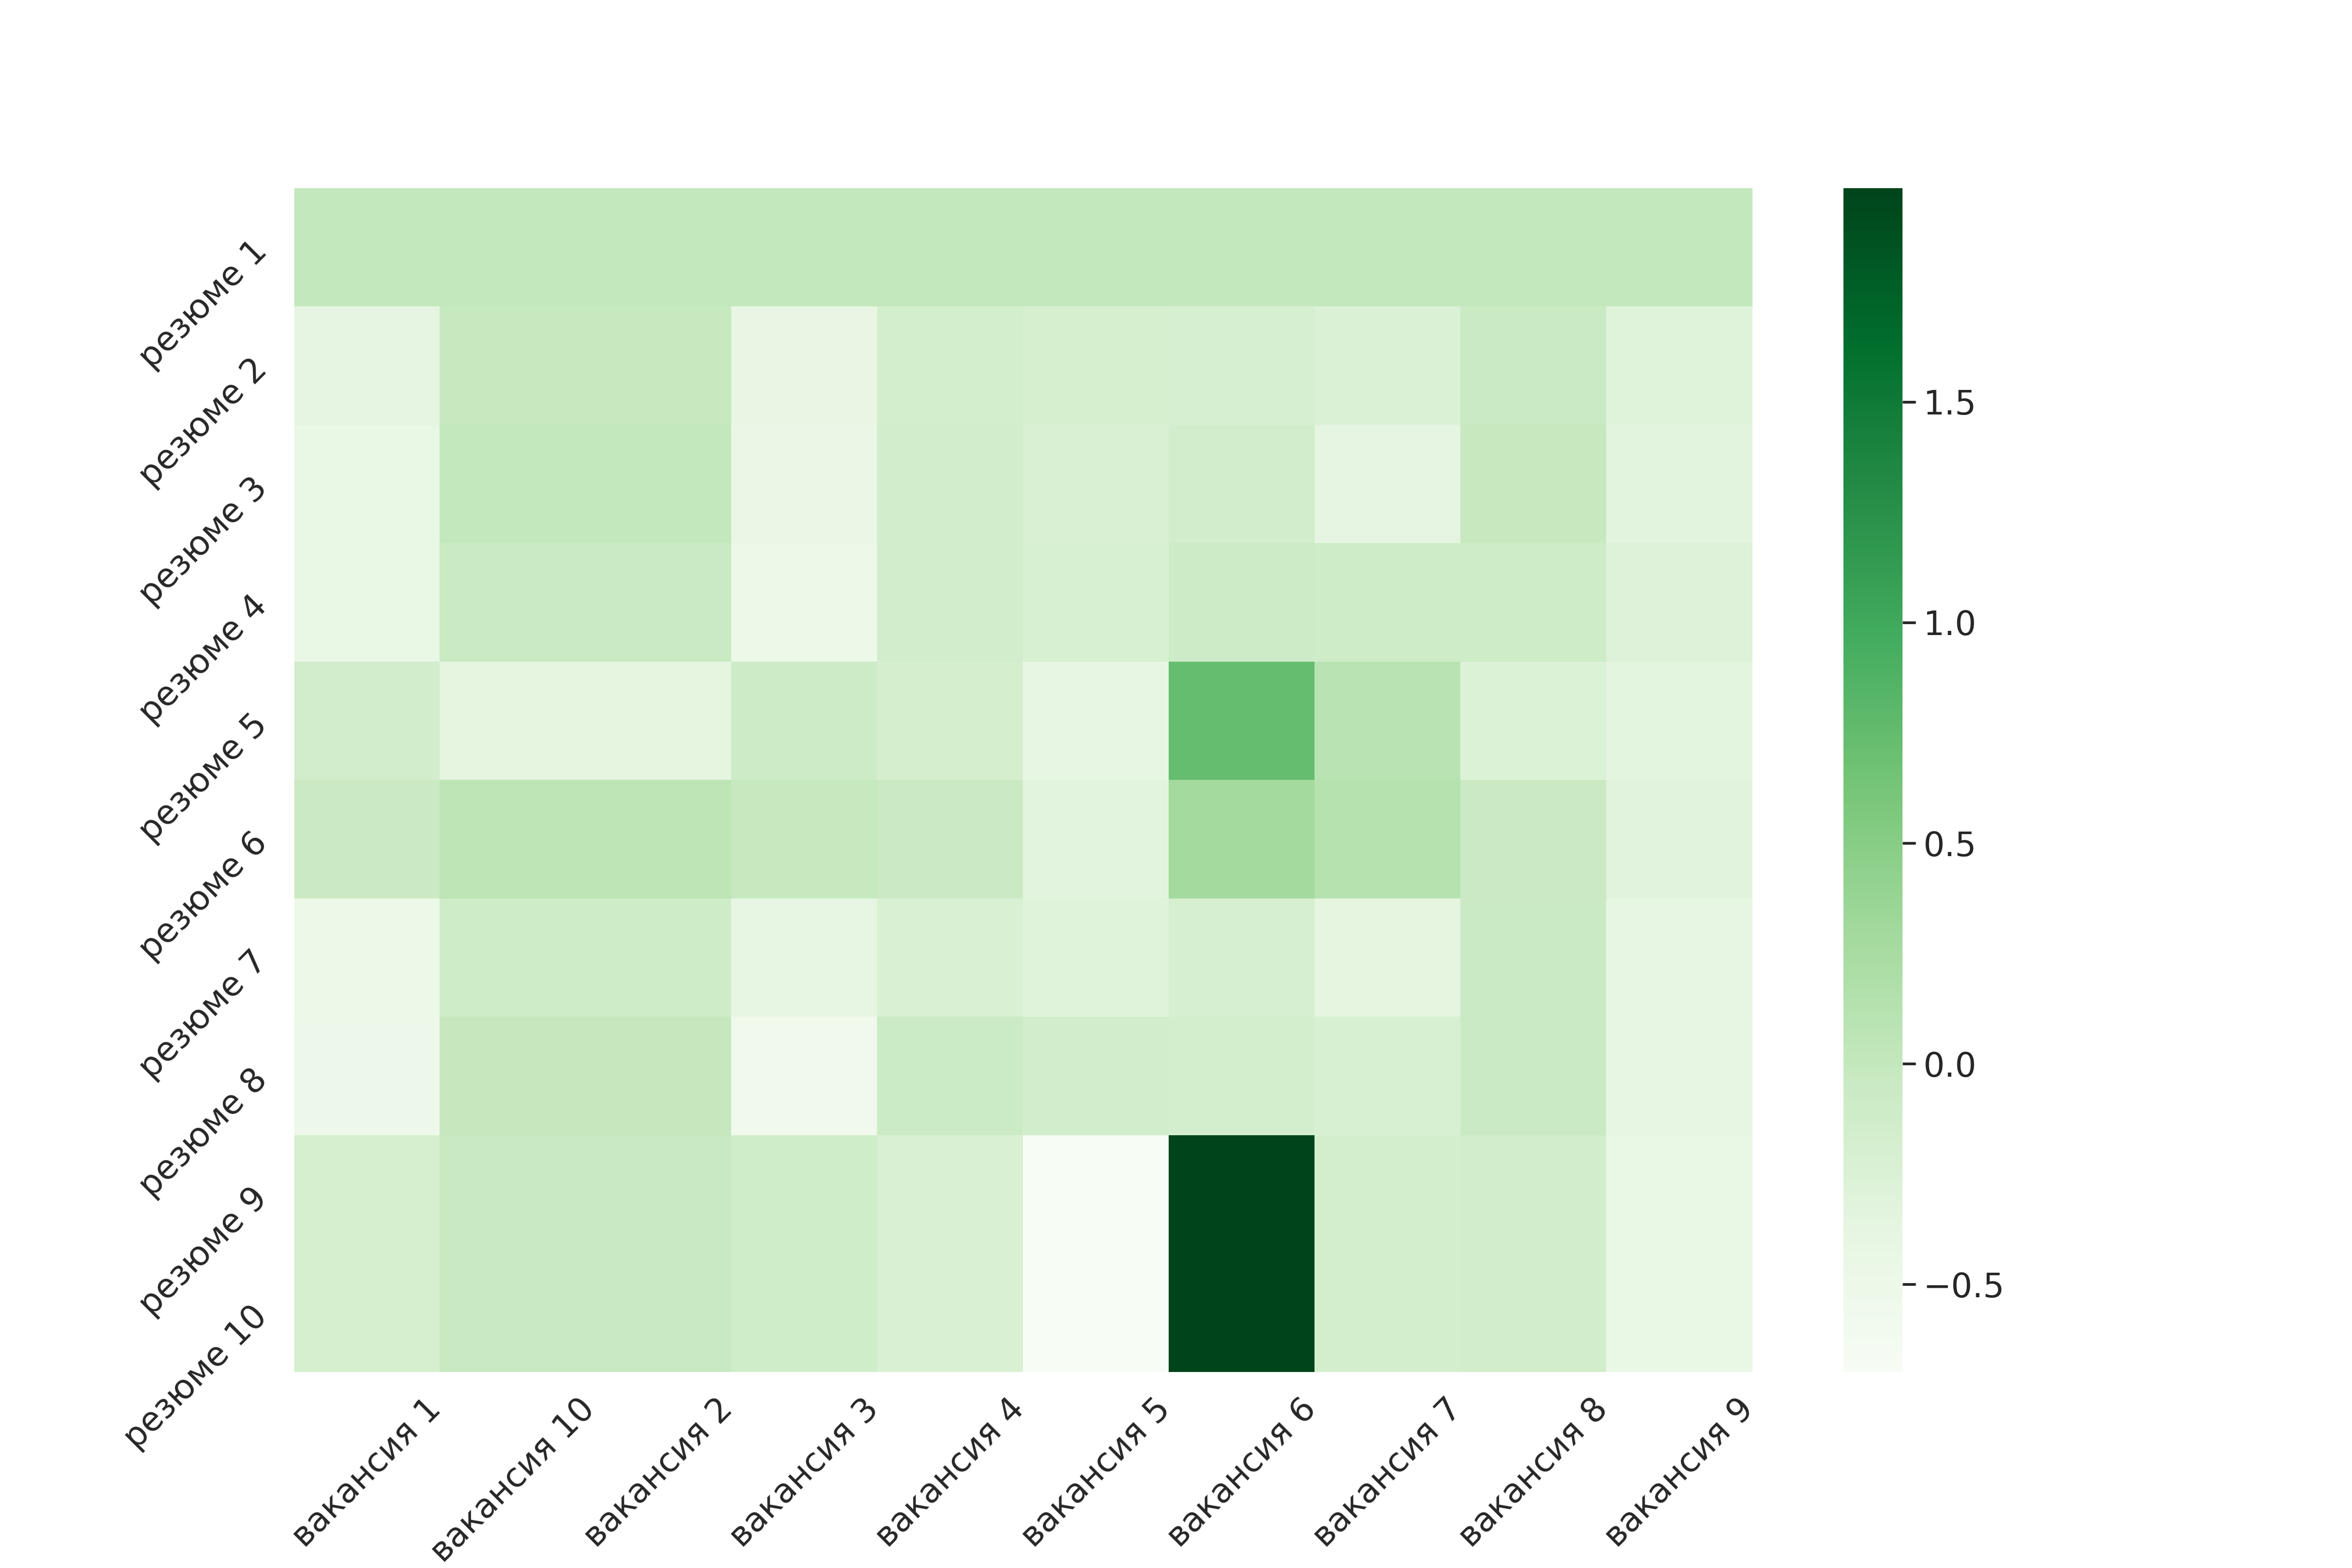 резюме 1
резюме 2
резюме 3
резюме 4
резюме 5
резюме 6
резюме 7
резюме 8
резюме 9
резюме 10
вакансия 1
вакансия 10
вакансия 2
вакансия 3
вакансия 4
вакансия 5
вакансия 6
вакансия 7
вакансия 8
вакансия 9
1.5
1.0
0.5
0.0
−0.5